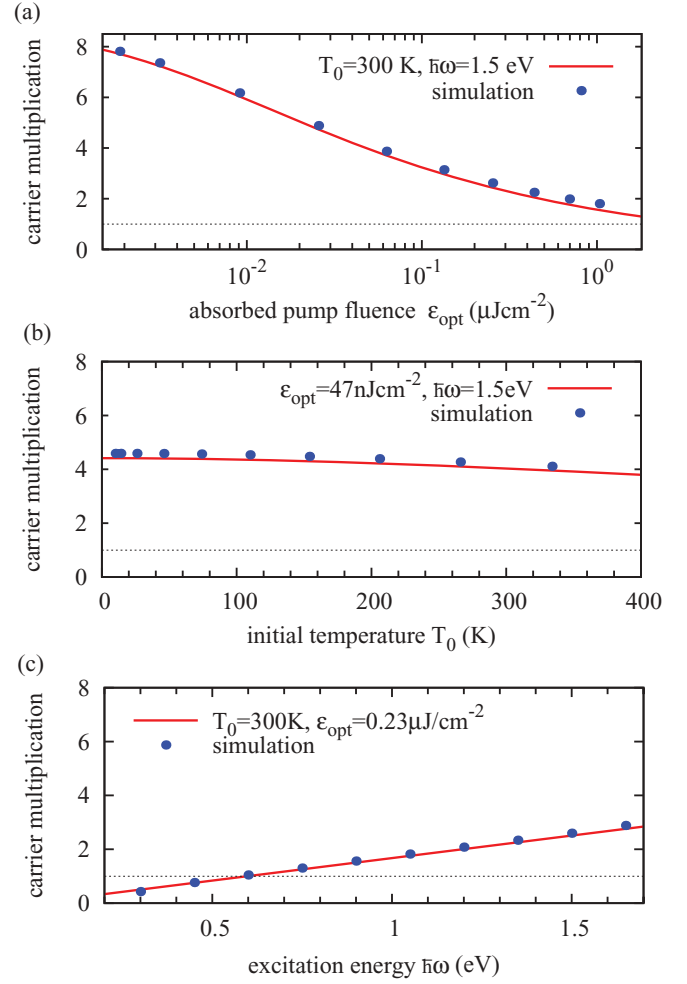 (a)
8
6
4
2
0
carrier multiplication
T₀=300 K, ħω=1.5 eV
simulation
10⁻² 10⁻¹ 10⁰
absorbed pump fluence ε_opt (μJcm⁻²)
(b)
8
6
4
2
0
carrier multiplication
ε_opt=47nJcm⁻², ħω=1.5eV
simulation
0 100 200 300 400
initial temperature T₀ (K)
(c)
8
6
4
2
0
carrier multiplication
T₀=300K, ε_opt=0.23μJ/cm⁻²
simulation
0.5 1 1.5
excitation energy ħω (eV)